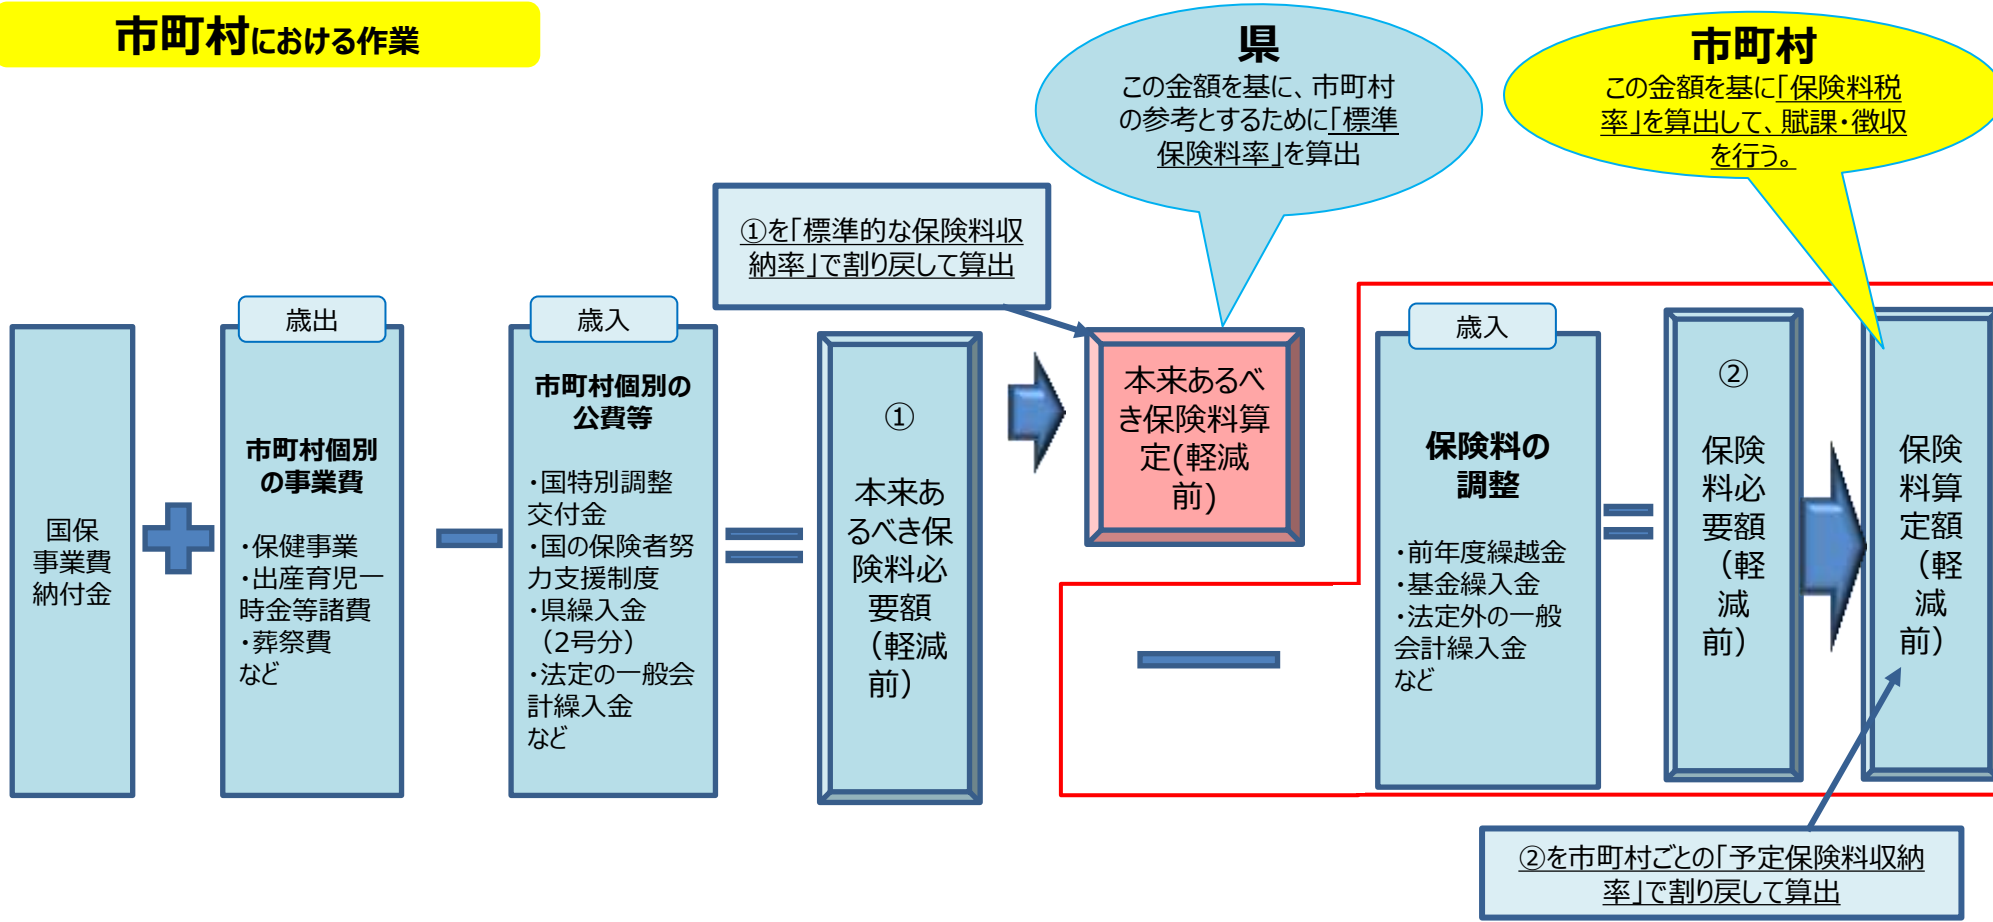 市町村における作業
県
この金額を基に、市町村
の参考とするために「標準
保険料率」を算出
市町村
この金額を基に「保険料税
率」を算出して、賦課・徴収
を行う。
①を「標準的な保険料収
納率」で割り戻して算出
国保
事業費
納付金
歳出
市町村個別
の事業費
・保健事業
・出産育児一
時金等諸費
・葬祭費
など
歳入
市町村個別の
公費等
・国特別調整
交付金
・国の保険者努
力支援制度
・県繰入金
（2号分）
・法定の一般会
計繰入金
など
①
本来あ
るべき保
険料必
要額
（軽減
前）
本来あるべ
き保険料算
定(軽減
前)
歳入
保険料の
調整
・前年度繰越金
・基金繰入金
・法定外の一般
会計繰入金
など
②
保険
料必
要額
（軽
減
前）
保険
料算
定額
（軽
減
前）
②を市町村ごとの「予定保険料収納
率」で割り戻して算出